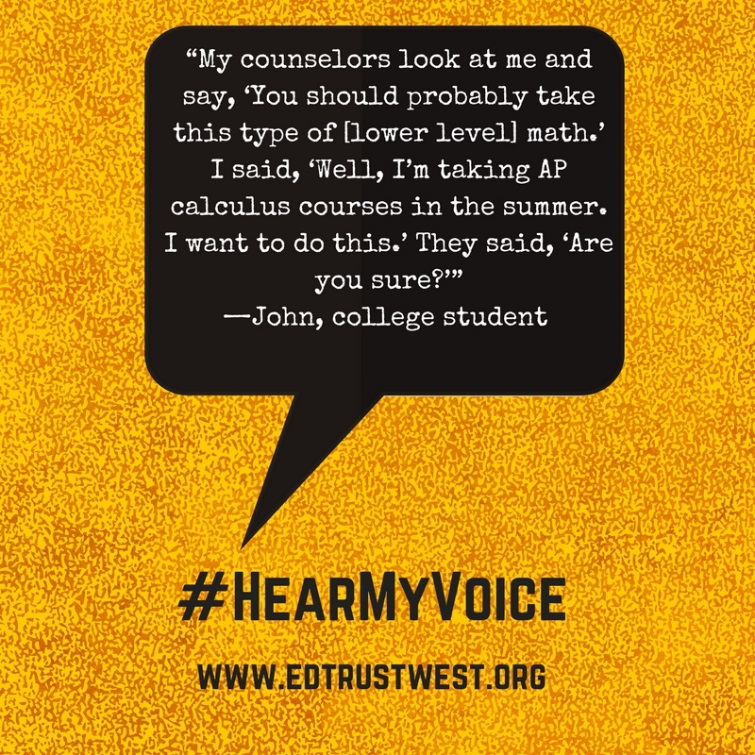 “My counselors look at me and
say, ‘You should probably take
this type of [lower level] math.’
I said, ‘Well, I’m taking AP
calculus courses in the summer.
I want to do this.’ They said, ‘Are
you sure?’”
—John, college student
#HearMyVoice
www.edtrustwest.org